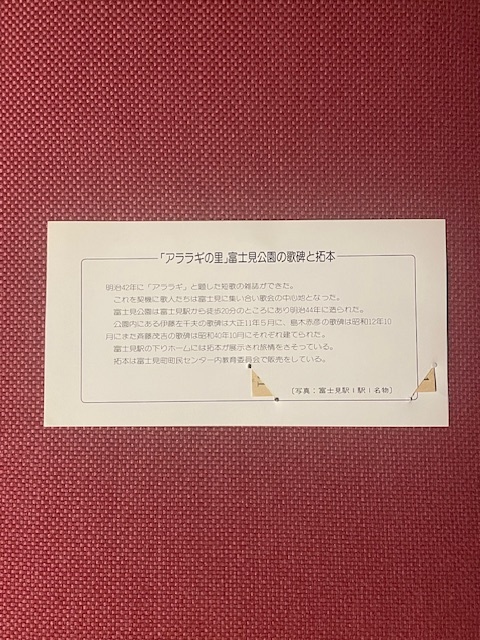 「アララギの里」富士見公園の歌碑と拓本
明治42年に「アララギ」と題した短歌の雑誌ができた。
これを契機に歌人たちは富士見に集い合い歌会の中心地となった。
富士見公園は富士見駅から徒歩20分のところにあり明治44年に造られた。
公園内にある伊藤左千夫の歌碑は大正11年5月に、島木赤彦の歌碑は昭和12年10
月にまた斉藤茂吉の歌碑は昭和40年10月にそれぞれ建てられた。
富士見駅の下りホームには拓本が展示され旅情をさそっている。
拓本は富士見町町民センター内教育委員会で販売をしている。
〔写真:富士見駅1駅1名物〕